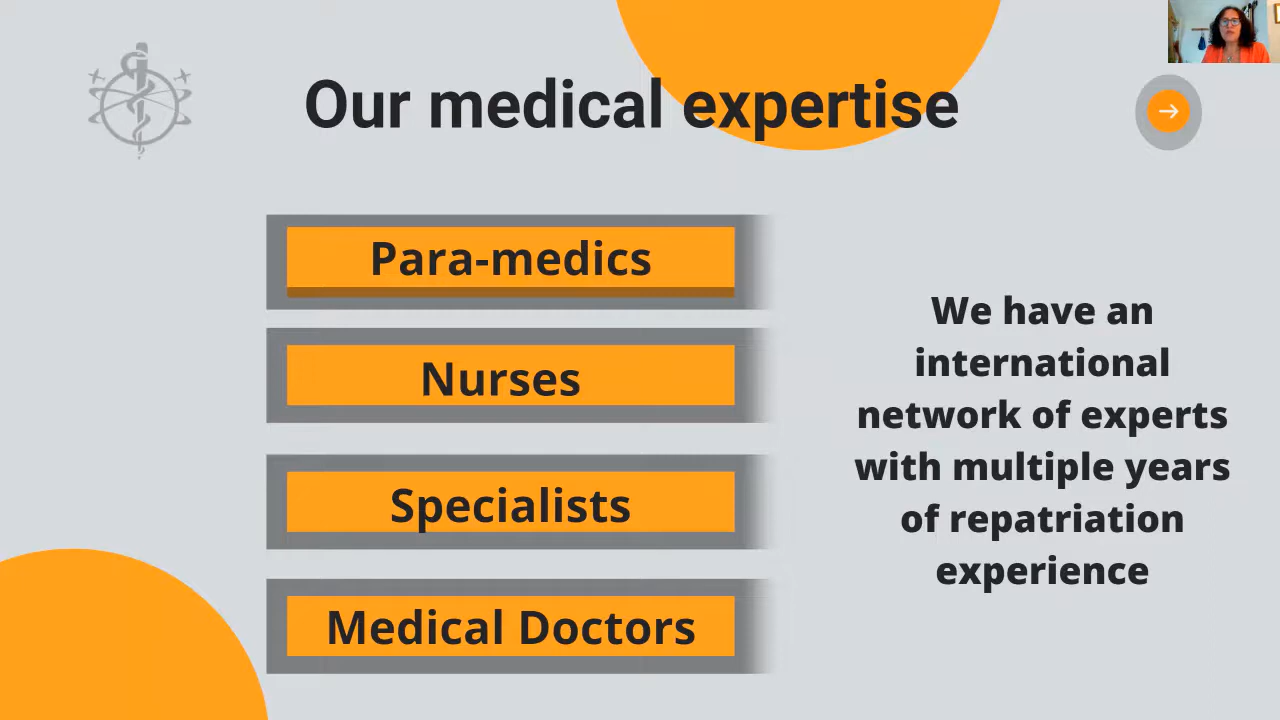 Our medical expertise
Para-medics
Nurses
Specialists
Medical Doctors
We have an
international
network of experts
with multiple years
of repatriation
experience